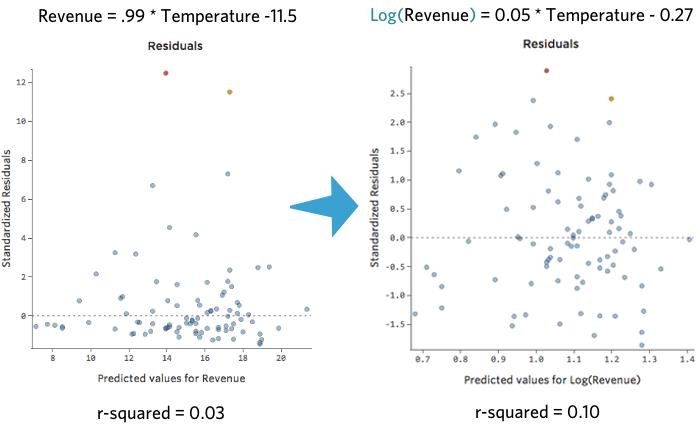 Revenue = .99 * Temperature -11.5
Residuals
Standardized Residuals
12
10
8
6
4
2
0
8 10 12 14 16 18 20
Predicted values for Revenue
r-squared = 0.03
Log(Revenue) = 0.05 * Temperature - 0.27
Residuals
Standardized Residuals
2.5
2.0
1.5
1.0
0.5
0.0
-0.5
-1.0
-1.5
0.7 0.8 0.9 1.0 1.1 1.2 1.3 1.4
Predicted values for Log(Revenue)
r-squared = 0.10